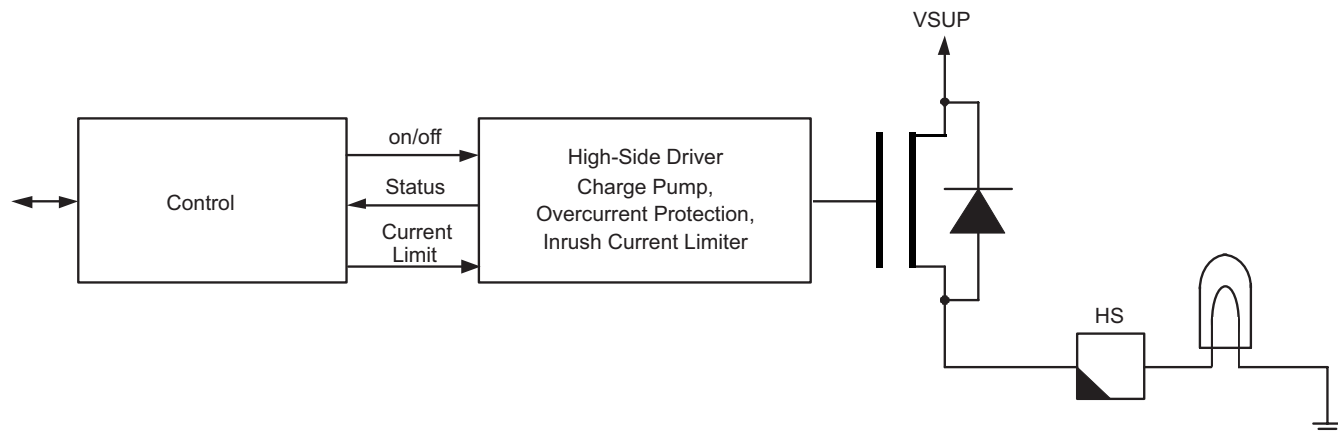 VSUP
on/off
High-Side Driver
Status
Charge Pump,
Control
Overcurrent Protection,
Current
Limit
Inrush Current Limiter
HS